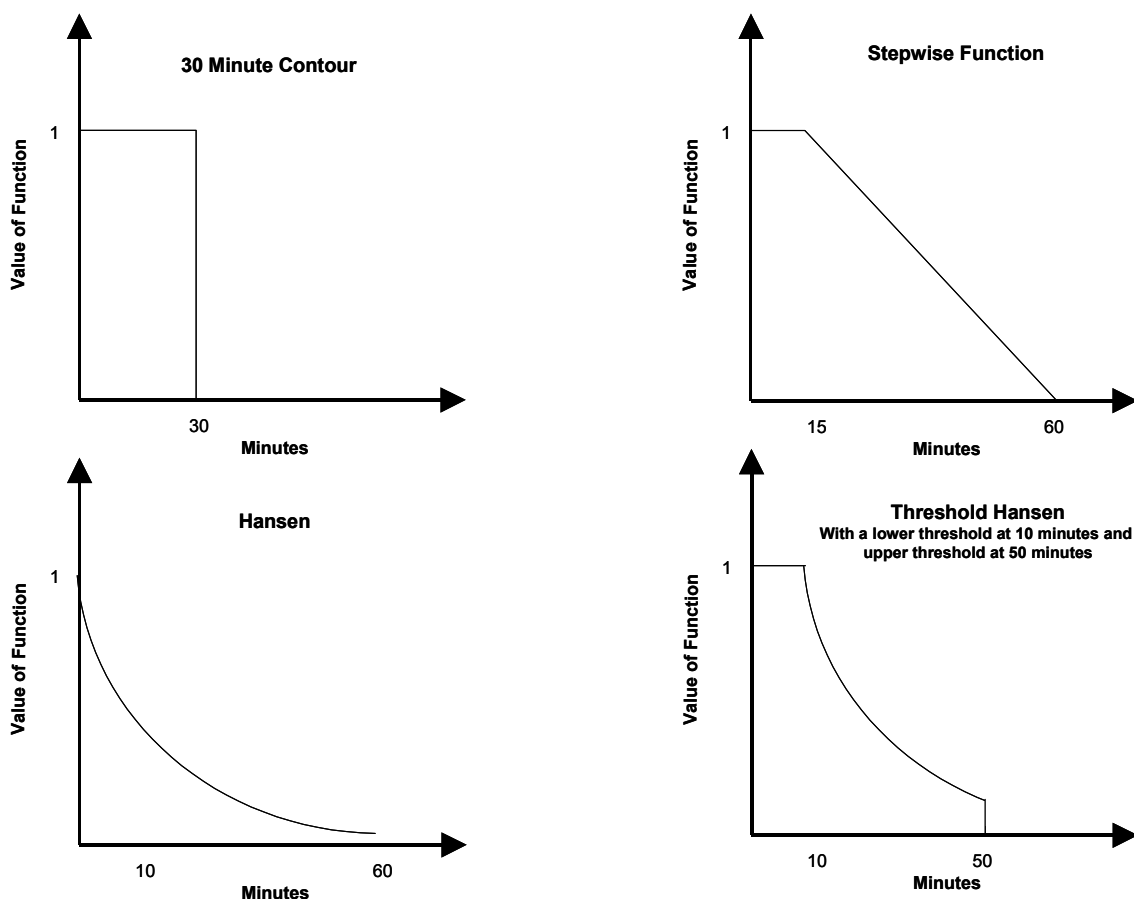 30 Minute Contour
1
Value of Function
30
Minutes
Stepwise Function
1
Value of Function
15
60
Minutes
Hansen
1
Value of Function
10
60
Minutes
Threshold Hansen
With a lower threshold at 10 minutes and
upper threshold at 50 minutes
1
Value of Function
10
50
Minutes